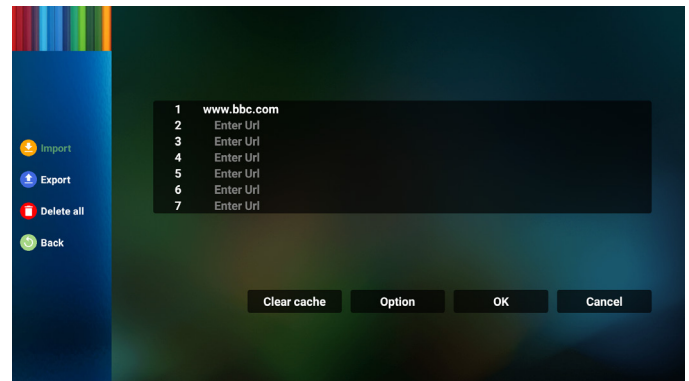 Import
Export
Delete all
Back
1 www.bbc.com
2 Enter Url
3 Enter Url
4 Enter Url
5 Enter Url
6 Enter Url
7 Enter Url
Clear cache Option OK Cancel